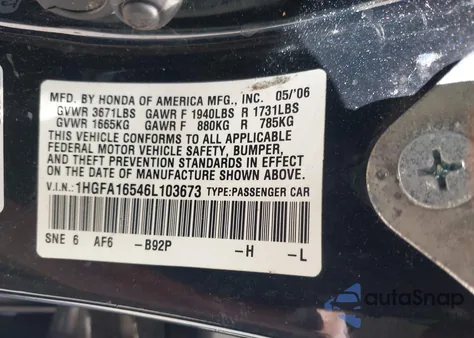 MFD. BY HONDA OF AMERICA MFG., INC. 05/'06
GVWR 3671LBS GAWR F 1940LBS R 1731LBS
GVWR 1665KG GAWR F 880KG R 785KG
THIS VEHICLE CONFORMS TO ALL APPLICABLE
FEDERAL MOTOR VEHICLE SAFETY, BUMPER,
AND THEFT PREVENTION STANDARDS IN EFFECT
ON THE DATE OF MANUFACTURE SHOWN ABOVE.
V.I.N.: 1HGFA16546L103673 TYPE:PASSENGER CAR
SNE 6 AF6 -B92P -H -L
autoSnap